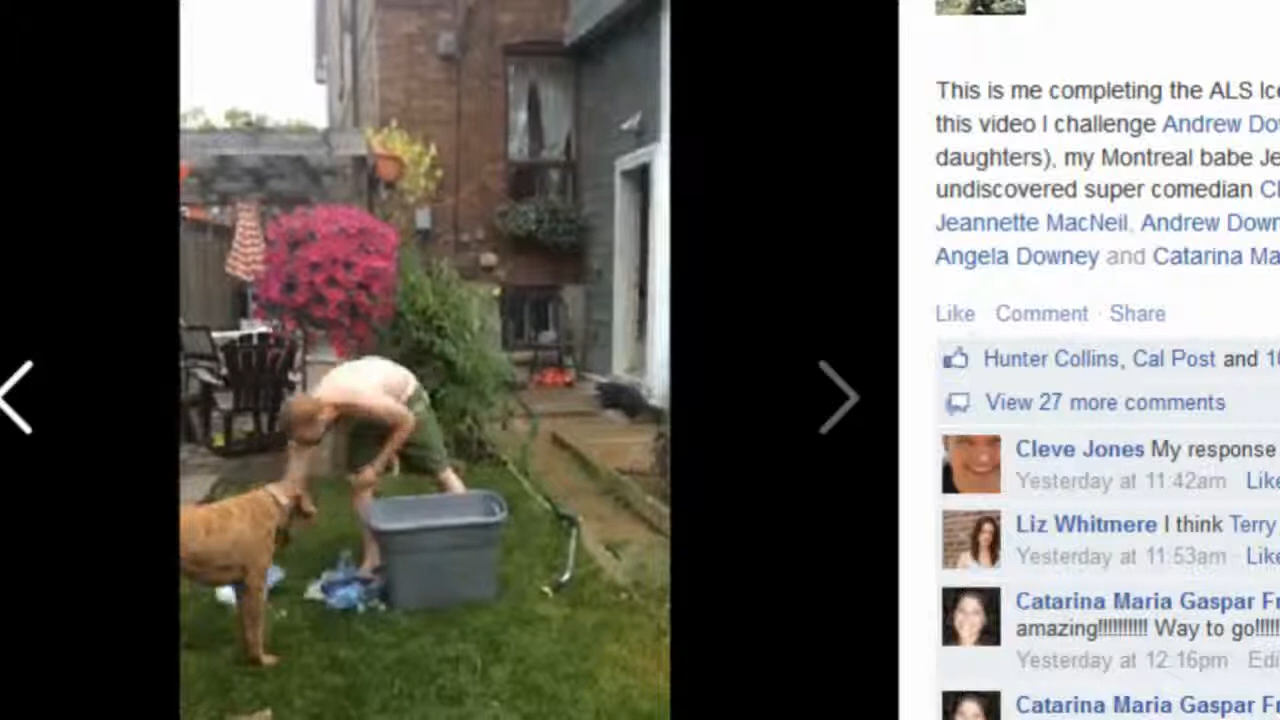 This is me completing the ALS Ice
this video I challenge Andrew Do
daughters), my Montreal babe Je
undiscovered super comedian
Jeannette MacNeil, Andrew Down
Angela Downey and Catarina Ma
Like · Comment · Share
Hunter Collins, Cal Post and
View 27 more comments
Cleve Jones My response
Yesterday at 11:42am · Like
Liz Whitmere I think Terry
Yesterday at 11:53am · Like
Catarina Maria Gaspar Fr
amazing!!!!!!!!!! Way to go!!!!!
Yesterday at 12:16pm · Edi
Catarina Maria Gaspar Fr